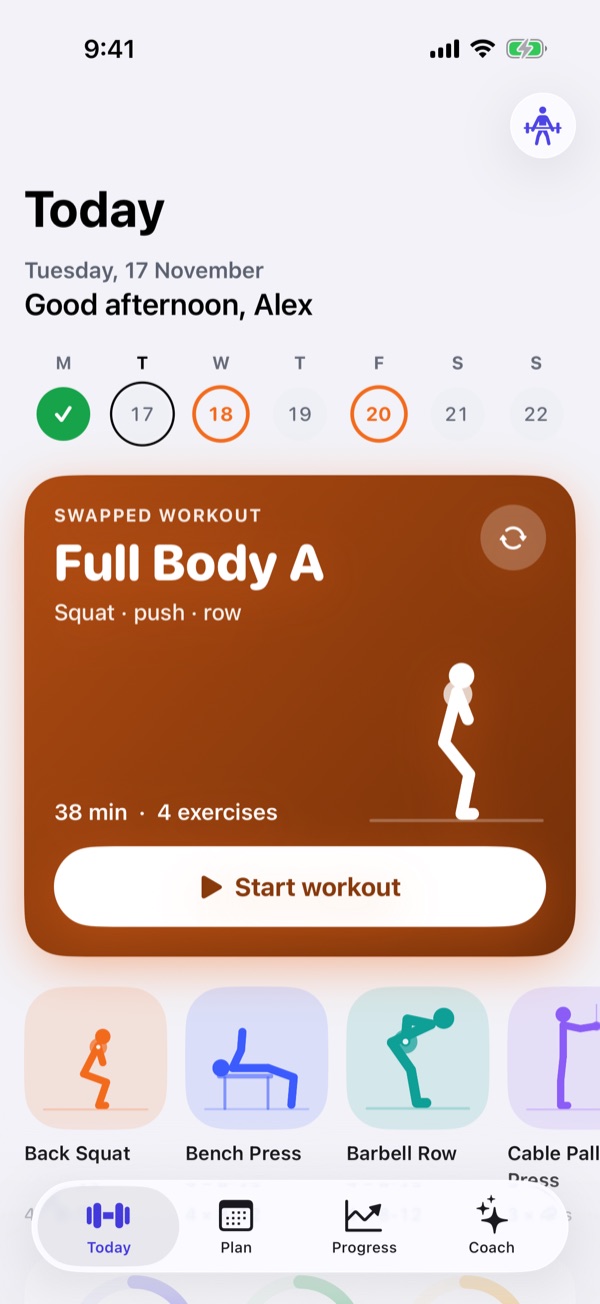 9:41
Today
Tuesday, 17 November
Good afternoon, Alex
M T W T F S S
17 18 19 20 21 22
SWAPPED WORKOUT
Full Body A
Squat · push · row
38 min · 4 exercises
Start workout
Back Squat
Bench Press
Barbell Row
Cable Pall
Press
Today
Plan
Progress
Coach